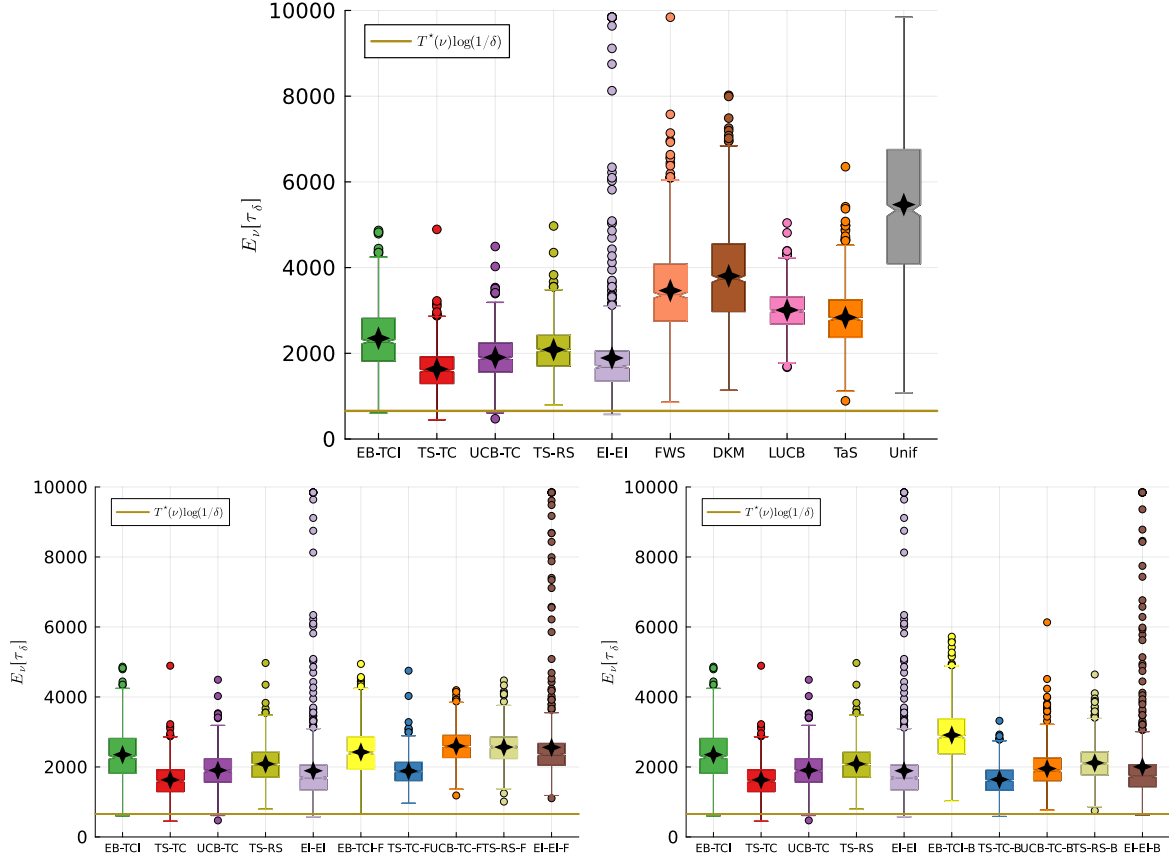 10000
8000
6000
4000
2000
0
E_ν[τ_δ]
T*(ν)log(1/δ)
EB-TCI TS-TC UCB-TC TS-RS EI-EI FWS DKM LUCB TaS Unif
10000
8000
6000
4000
2000
0
E_ν[τ_δ]
T*(ν)log(1/δ)
EB-TCI TS-TC UCB-TC TS-RS EI-EI EB-TCI-F TS-TC-F UCB-TC-F TS-RS-F EI-EI-F
10000
8000
6000
4000
2000
0
E_ν[τ_δ]
T*(ν)log(1/δ)
EB-TCI TS-TC UCB-TC TS-RS EI-EI EB-TCI-B TS-TC-B UCB-TC-B TS-RS-B EI-EI-B